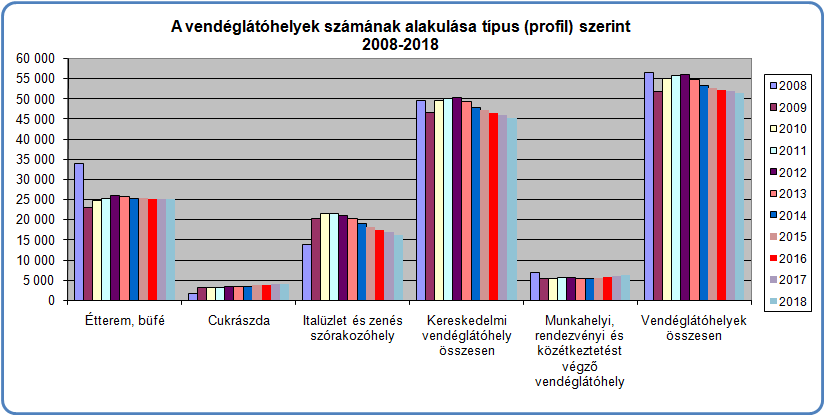 A vendéglátóhelyek számának alakulása típus (profil) szerint
2008-2018
60 000
55 000
50 000
45 000
40 000
35 000
30 000
25 000
20 000
15 000
10 000
5 000
0
Étterem, büfé
Cukrászda
Italüzlet és zenés
szórakozóhely
Kereskedelmi
vendéglátóhely
összesen
Munkahelyi,
rendezvényi és
közétkeztetést
végző
vendéglátóhely
Vendéglátóhelyek
összesen
2008
2009
2010
2011
2012
2013
2014
2015
2016
2017
2018